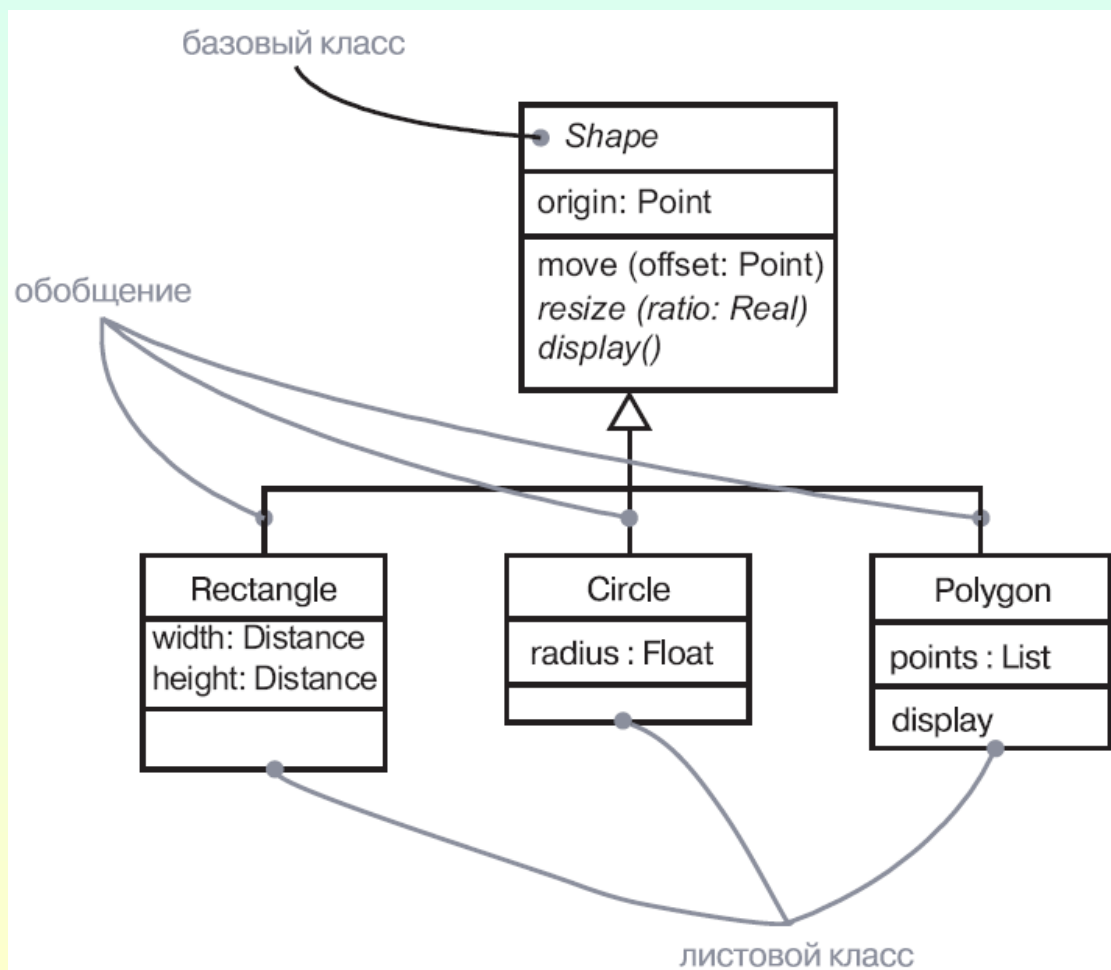 базовый класс
Shape
origin: Point
move (offset: Point)
resize (ratio: Real)
display()
обобщение
Rectangle
width: Distance
height: Distance
Circle
radius : Float
Polygon
points : List
display
листовой класс